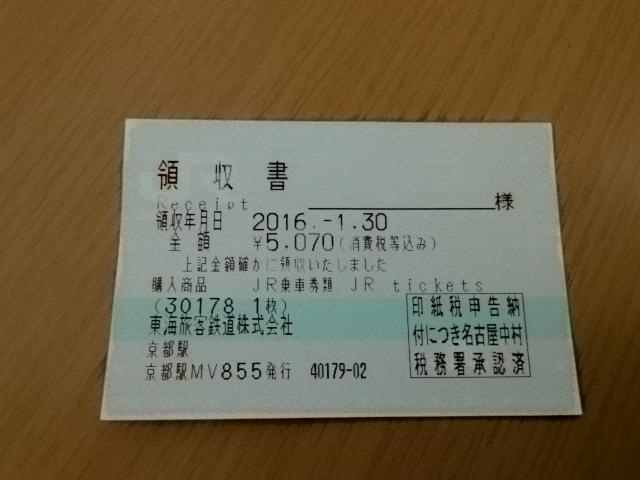 領収書
Receipt 様
領収年月日 2016.-1.30
金額 ¥5,070(消費税等込み)
上記金額確かに領収いたしました
購入商品 JR乗車券類 JR tickets
(30178 1枚)
東海旅客鉄道株式会社
京都駅
京都駅MV855発行 40179-02
印紙税申告納
付につき名古屋中村
税務署承認済